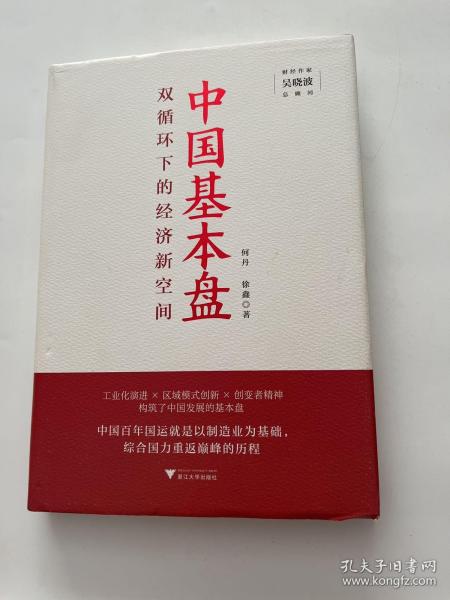 财经作家
吴晓波
总顾问
中国基本盘
双循环下的经济新空间
何丹 徐鑫◎著
工业化演进×区域模式创新×创变者精神
构筑了中国发展的基本盘
中国百年国运就是以制造业为基础，
综合国力重返巅峰的历程
浙江大学出版社
孔夫子旧书网
www.kongfz.com